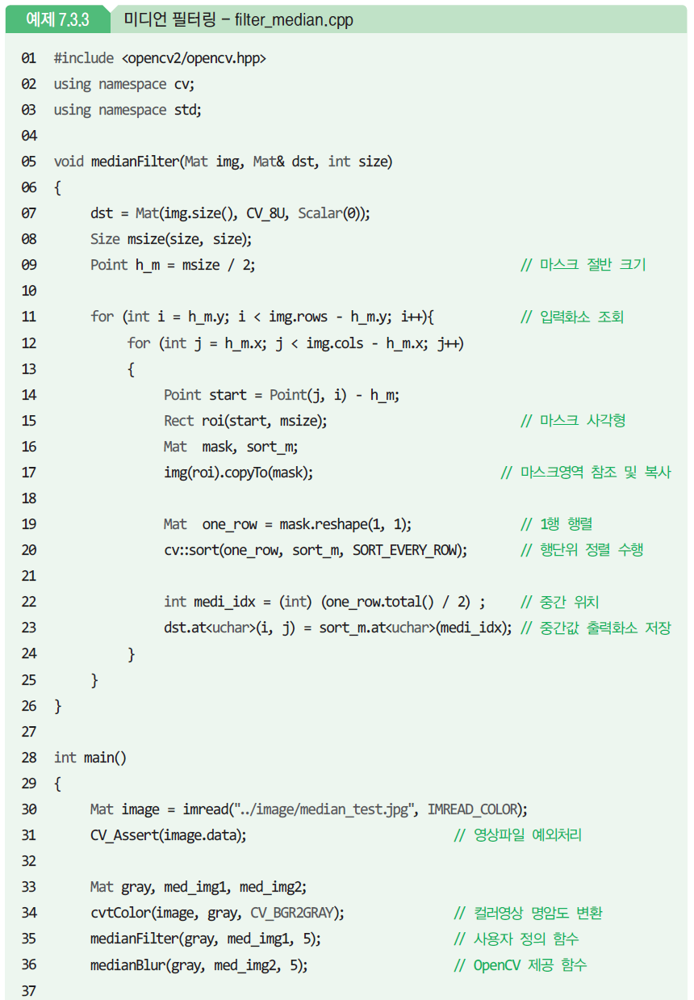 예제 7.3.3 미디언 필터링 - filter_median.cpp
01 #include <opencv2/opencv.hpp>
02 using namespace cv;
03 using namespace std;
04
05 void medianFilter(Mat img, Mat& dst, int size)
06 {
07 dst = Mat(img.size(), CV_8U, Scalar(0));
08 Size msize(size, size);
09 Point h_m = msize / 2; // 마스크 절반 크기
10
11 for (int i = h_m.y; i < img.rows - h_m.y; i++){ // 입력화소 조회
12 for (int j = h_m.x; j < img.cols - h_m.x; j++)
13 {
14 Point start = Point(j, i) - h_m;
15 Rect roi(start, msize); // 마스크 사각형
16 Mat mask, sort_m;
17 img(roi).copyTo(mask); // 마스크영역 참조 및 복사
18
19 Mat one_row = mask.reshape(1, 1); // 1행 행렬
20 cv::sort(one_row, sort_m, SORT_EVERY_ROW); // 행단위 정렬 수행
21
22 int medi_idx = (int) (one_row.total() / 2) ; // 중간 위치
23 dst.at<uchar>(i, j) = sort_m.at<uchar>(medi_idx); // 중간값 출력화소 저장
24 }
25 }
26 }
27
28 int main()
29 {
30 Mat image = imread("../image/median_test.jpg", IMREAD_COLOR);
31 CV_Assert(image.data); // 영상파일 예외처리
32
33 Mat gray, med_img1, med_img2;
34 cvtColor(image, gray, CV_BGR2GRAY); // 컬러영상 명암도 변환
35 medianFilter(gray, med_img1, 5); // 사용자 정의 함수
36 medianBlur(gray, med_img2, 5); // OpenCV 제공 함수
37